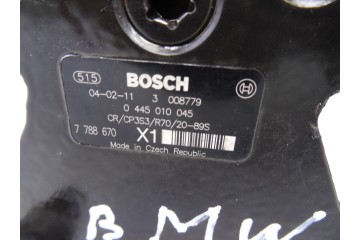 515 BOSCH
04-02-11 3 008779
0 445 010 045
CR/CP3S3/R70/20-89S
7 788 670 X1
Made in Czech Republic
BMW